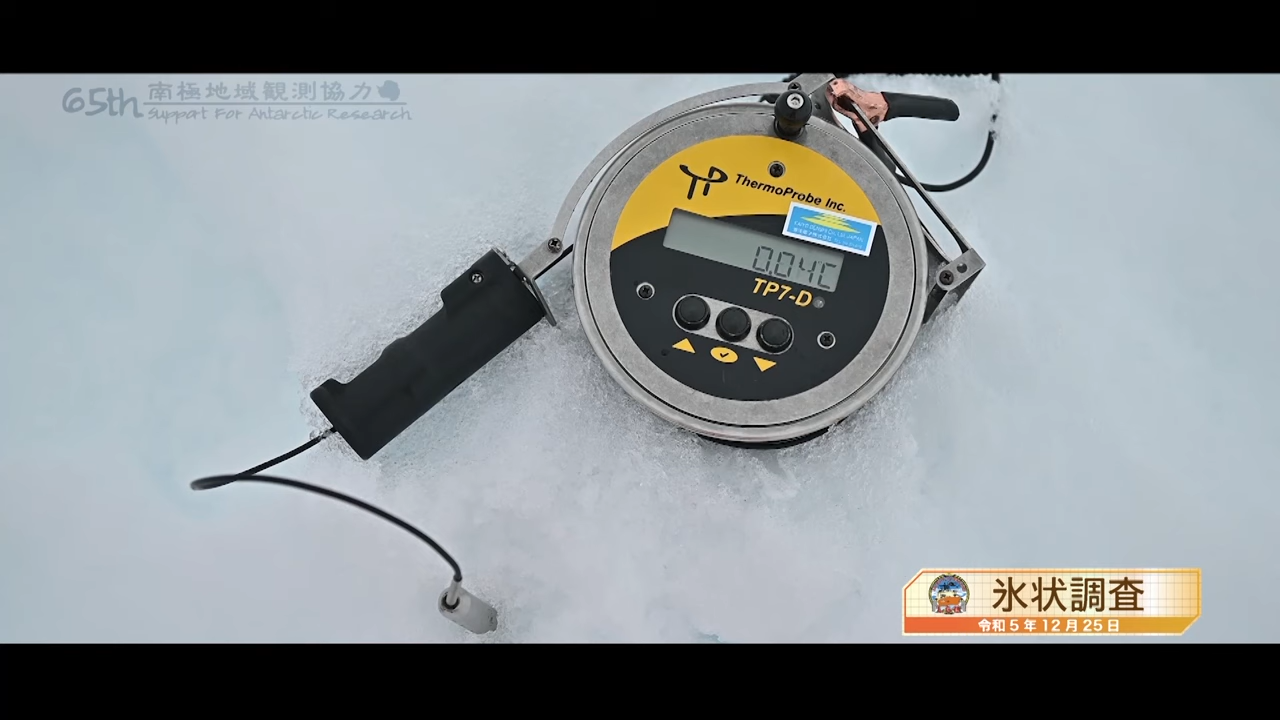 65th 南極地域観測協力
Support For Antarctic Research
TP ThermoProbe Inc.
0.04C
TP7-D
氷状調査
令和5年12月25日